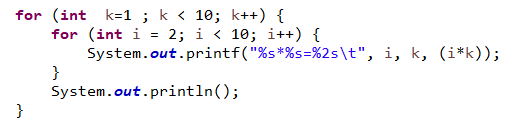 for (int  k=1 ; k < 10; k++) {
    for (int i = 2; i < 10; i++) {
        System.out.printf("%s*%s=%2s\t", i, k, (i*k));
    }
    System.out.println();
}